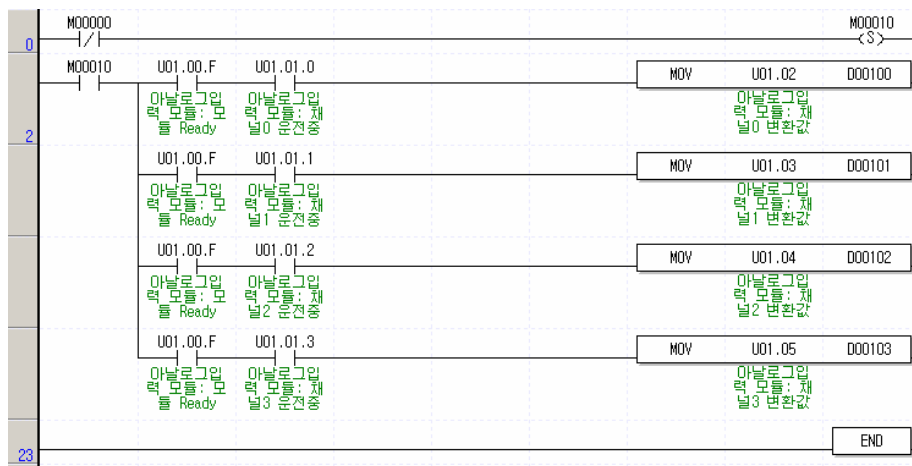 M00000 M00010
0 (S)
M00010 U01.00.F U01.01.0 MOV U01.02 D00100
아날로그입 아날로그입 아날로그입
력 모듈: 모 력 모듈: 채 력 모듈: 채
듈 Ready 널0 운전중 널0 변환값
2
U01.00.F U01.01.1 MOV U01.03 D00101
아날로그입 아날로그입 아날로그입
력 모듈: 모 력 모듈: 채 력 모듈: 채
듈 Ready 널1 운전중 널1 변환값
U01.00.F U01.01.2 MOV U01.04 D00102
아날로그입 아날로그입 아날로그입
력 모듈: 모 력 모듈: 채 력 모듈: 채
듈 Ready 널2 운전중 널2 변환값
U01.00.F U01.01.3 MOV U01.05 D00103
아날로그입 아날로그입 아날로그입
력 모듈: 모 력 모듈: 채 력 모듈: 채
듈 Ready 널3 운전중 널3 변환값
END
23